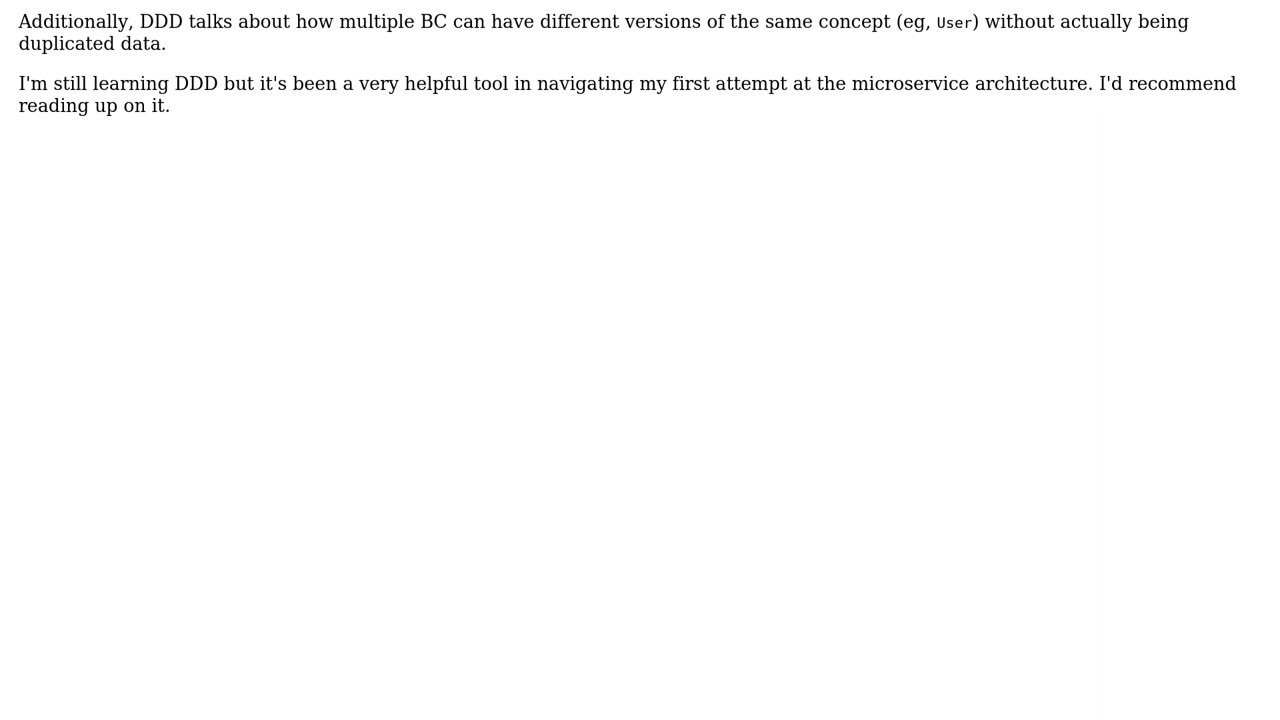 Additionally, DDD talks about how multiple BC can have different versions of the same concept (eg, User) without actually being
duplicated data.
I'm still learning DDD but it's been a very helpful tool in navigating my first attempt at the microservice architecture. I'd recommend
reading up on it.